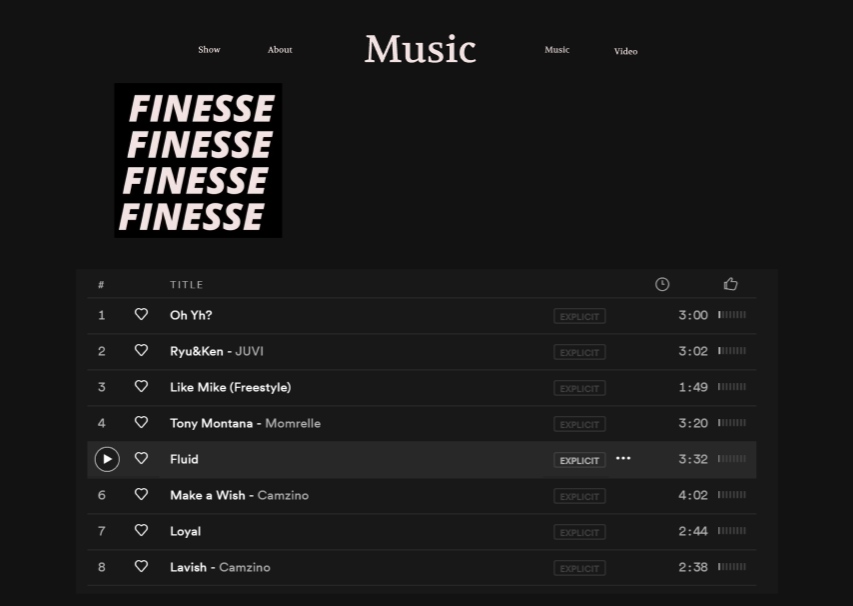 Show About Music Music Video
FINESSE
FINESSE
FINESSE
FINESSE
# TITLE
1 Oh Yh? EXPLICIT 3:00
2 Ryu&Ken - JUVI EXPLICIT 3:02
3 Like Mike (Freestyle) EXPLICIT 1:49
4 Tony Montana - Momrelle EXPLICIT 3:20
Fluid EXPLICIT ••• 3:32
6 Make a Wish - Camzino EXPLICIT 4:02
7 Loyal EXPLICIT 2:44
8 Lavish - Camzino EXPLICIT 2:38